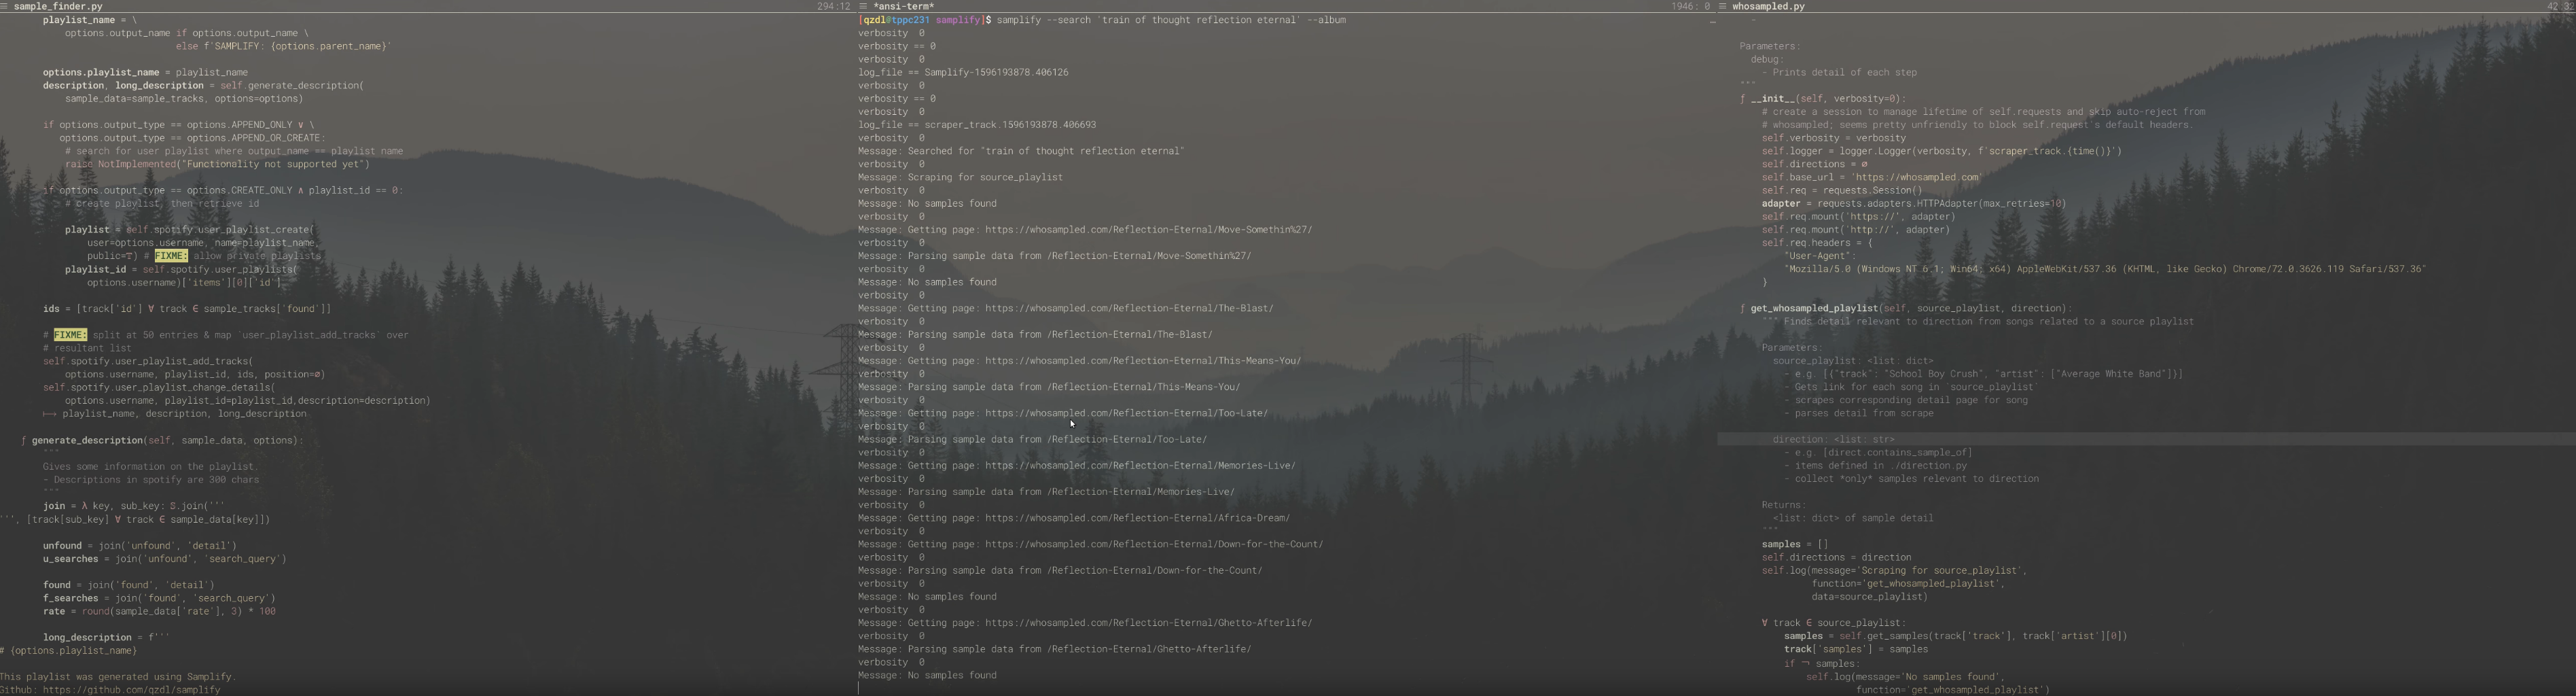 sample_finder.py 294:12
playlist_name = \
options.output_name if options.output_name \
else f'SAMPLIFY: {options.parent_name}'
options.playlist_name = playlist_name
description, long_description = self.generate_description(
sample_data=sample_tracks, options=options)
if options.output_type == options.APPEND_ONLY ∨ \
options.output_type == options.APPEND_OR_CREATE:
# search for user playlist where output_name == playlist name
raise NotImplemented("Functionality not supported yet")
if options.output_type == options.CREATE_ONLY ∧ playlist_id == 0:
# create playlist, then retrieve id
playlist = self.spotify.user_playlist_create(
user=options.username, name=playlist_name,
public=⊤) # FIXME: allow private playlists
playlist_id = self.spotify.user_playlists(
options.username)['items'][0]['id']
ids = [track['id'] ∀ track ∈ sample_tracks['found']]
# FIXME: split at 50 entries & map `user_playlist_add_tracks` over
# resultant list
self.spotify.user_playlist_add_tracks(
options.username, playlist_id, ids, position=∅)
self.spotify.user_playlist_change_details(
options.username, playlist_id=playlist_id,description=description)
⟼ playlist_name, description, long_description
ƒ generate_description(self, sample_data, options):
"""
Gives some information on the playlist.
- Descriptions in spotify are 300 chars
"""
join = λ key, sub_key: 𝕊.join('''
''', [track[sub_key] ∀ track ∈ sample_data[key]])
unfound = join('unfound', 'detail')
u_searches = join('unfound', 'search_query')
found = join('found', 'detail')
f_searches = join('found', 'search_query')
rate = round(sample_data['rate'], 3) * 100
long_description = f'''
# {options.playlist_name}
This playlist was generated using Samplify.
Github: https://github.com/qzdl/samplify
*ansi-term* 1946: 0
[qzdl@tppc231 samplify]$ samplify --search 'train of thought reflection eternal' --album
verbosity 0
verbosity == 0
verbosity 0
log_file == Samplify-1596193878.406126
verbosity 0
verbosity == 0
verbosity 0
log_file == scraper_track.1596193878.406693
verbosity 0
Message: Searched for "train of thought reflection eternal"
verbosity 0
Message: Scraping for source_playlist
verbosity 0
Message: No samples found
verbosity 0
Message: Getting page: https://whosampled.com/Reflection-Eternal/Move-Somethin%27/
verbosity 0
Message: Parsing sample data from /Reflection-Eternal/Move-Somethin%27/
verbosity 0
Message: No samples found
verbosity 0
Message: Getting page: https://whosampled.com/Reflection-Eternal/The-Blast/
verbosity 0
Message: Parsing sample data from /Reflection-Eternal/The-Blast/
verbosity 0
Message: Getting page: https://whosampled.com/Reflection-Eternal/This-Means-You/
verbosity 0
Message: Parsing sample data from /Reflection-Eternal/This-Means-You/
verbosity 0
Message: Getting page: https://whosampled.com/Reflection-Eternal/Too-Late/
verbosity 0
Message: Parsing sample data from /Reflection-Eternal/Too-Late/
verbosity 0
Message: Getting page: https://whosampled.com/Reflection-Eternal/Memories-Live/
verbosity 0
Message: Parsing sample data from /Reflection-Eternal/Memories-Live/
verbosity 0
Message: Getting page: https://whosampled.com/Reflection-Eternal/Africa-Dream/
verbosity 0
Message: Getting page: https://whosampled.com/Reflection-Eternal/Down-for-the-Count/
verbosity 0
Message: Parsing sample data from /Reflection-Eternal/Down-for-the-Count/
verbosity 0
Message: No samples found
verbosity 0
Message: Getting page: https://whosampled.com/Reflection-Eternal/Ghetto-Afterlife/
verbosity 0
Message: Parsing sample data from /Reflection-Eternal/Ghetto-Afterlife/
verbosity 0
Message: No samples found
whosampled.py 42:32
-
Parameters:
debug:
- Prints detail of each step
"""
ƒ __init__(self, verbosity=0):
# create a session to manage lifetime of self.requests and skip auto-reject from
# whosampled; seems pretty unfriendly to block self.request's default headers.
self.verbosity = verbosity
self.logger = logger.Logger(verbosity, f'scraper_track.{time()}')
self.directions = ∅
self.base_url = 'https://whosampled.com'
self.req = requests.Session()
adapter = requests.adapters.HTTPAdapter(max_retries=10)
self.req.mount('https://', adapter)
self.req.mount('http://', adapter)
self.req.headers = {
"User-Agent":
"Mozilla/5.0 (Windows NT 6.1; Win64; x64) AppleWebKit/537.36 (KHTML, like Gecko) Chrome/72.0.3626.119 Safari/537.36"
}
ƒ get_whosampled_playlist(self, source_playlist, direction):
""" Finds detail relevant to direction from songs related to a source playlist
Parameters:
source_playlist: <list: dict>
- e.g. [{"track": "School Boy Crush", "artist": ["Average White Band"]}]
- Gets link for each song in `source_playlist`
- scrapes corresponding detail page for song
- parses detail from scrape
direction: <list: str>
- e.g. [direct.contains_sample_of]
- items defined in ./direction.py
- collect *only* samples relevant to direction
Returns:
<list: dict> of sample detail
"""
samples = []
self.directions = direction
self.log(message='Scraping for source_playlist',
function='get_whosampled_playlist',
data=source_playlist)
∀ track ∈ source_playlist:
samples = self.get_samples(track['track'], track['artist'][0])
track['samples'] = samples
if ¬ samples:
self.log(message='No samples found',
function='get_whosampled_playlist')